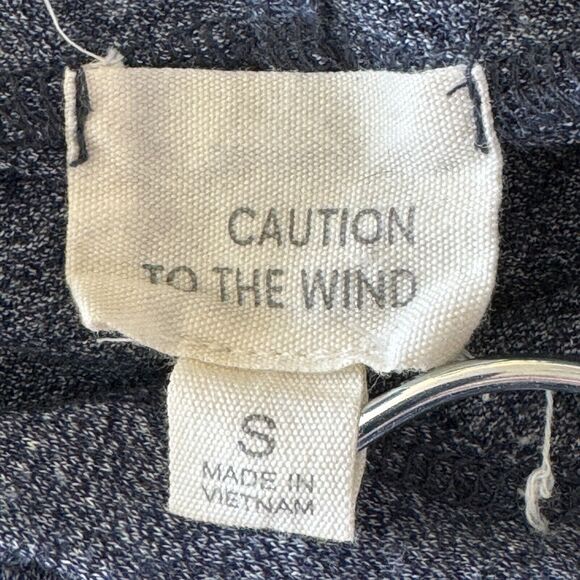 CAUTION
TO THE WIND
S
MADE IN
VIETNAM